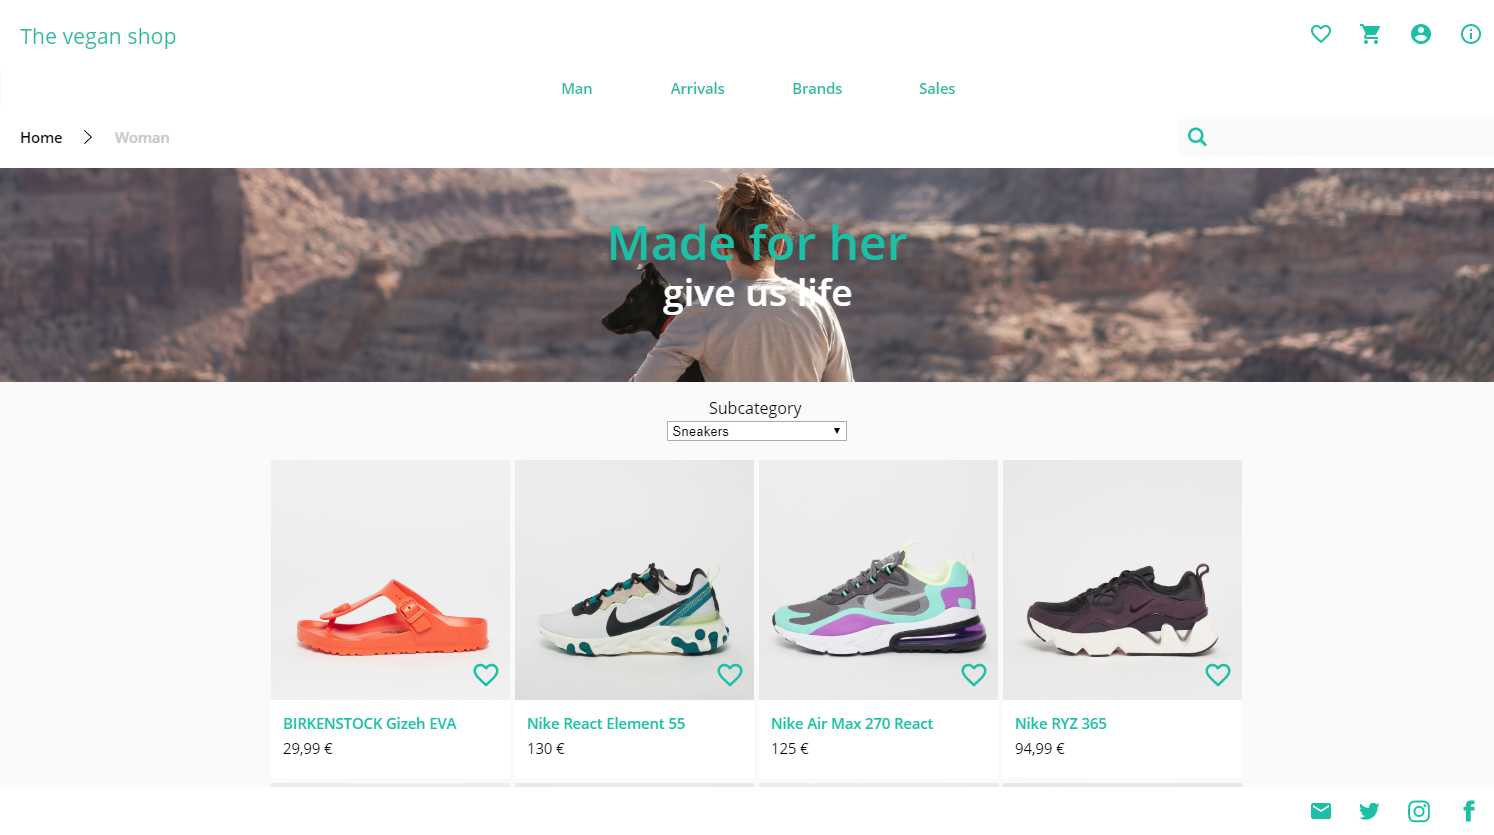 The vegan shop
Man Arrivals Brands Sales
Home Woman
Made for her
give us life
Subcategory
Sneakers
BIRKENSTOCK Gizeh EVA
29,99 €
Nike React Element 55
130 €
Nike Air Max 270 React
125 €
Nike RYZ 365
94,99 €